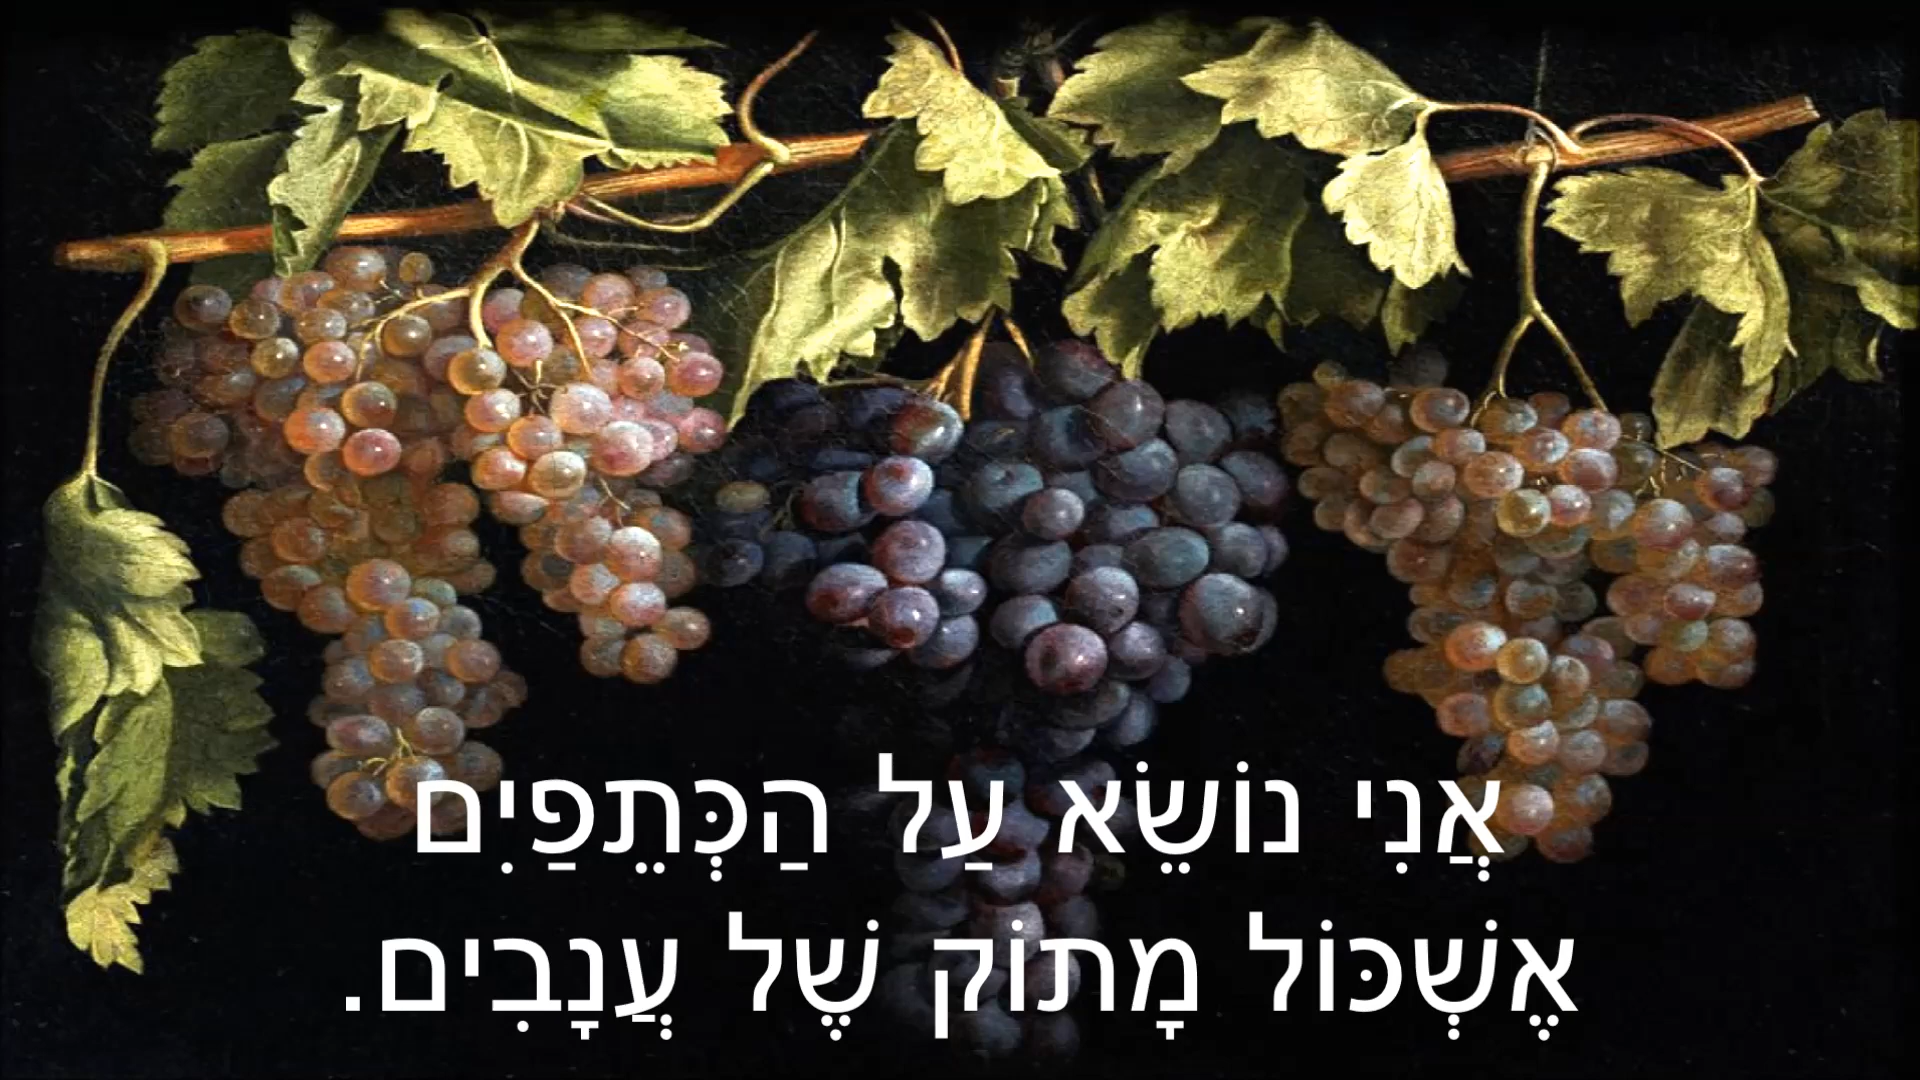 אֲנִי נוֹשֵׂא עַל הַכְּתֵפַיִם
אֶשְׁכּוֹל מָתוֹק שֶׁל עֲנָבִים.